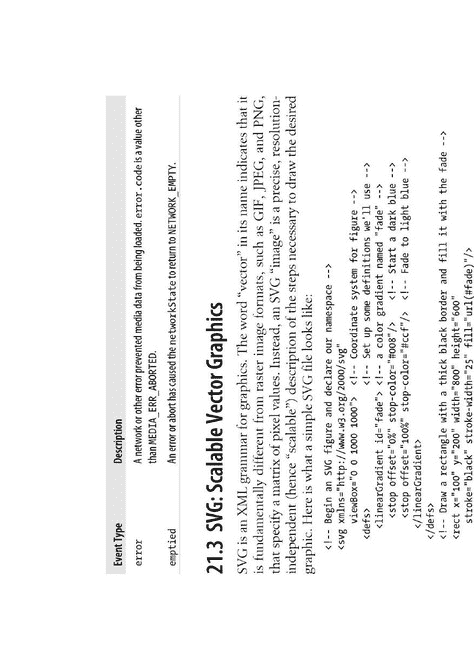 Event Type Description
error A network or other error prevented media data from being loaded. error.code is a value other
than MEDIA_ERR_ABORTED.
emptied An error or abort has caused the networkState to return to NETWORK_EMPTY.
21.3 SVG: Scalable Vector Graphics
SVG is an XML grammar for graphics. The word “vector” in its name indicates that it
is fundamentally different from raster image formats, such as GIF, JPEG, and PNG,
that specify a matrix of pixel values. Instead, an SVG “image” is a precise, resolution-
independent (hence “scalable”) description of the steps necessary to draw the desired
graphic. Here is what a simple SVG file looks like:
<!-- Begin an SVG figure and declare our namespace -->
<svg xmlns="http://www.w3.org/2000/svg"
viewBox="0 0 1000 1000"> <!-- Coordinate system for figure -->
<defs> <!-- Set up some definitions we'll use -->
<linearGradient id="fade"> <!-- a color gradient named "fade" -->
<stop offset="0%" stop-color="#008"/> <!-- Start a dark blue -->
<stop offset="100%" stop-color="#ccf"/> <!-- Fade to light blue -->
</linearGradient>
</defs>
<!-- Draw a rectangle with a thick black border and fill it with the fade -->
<rect x="100" y="200" width="800" height="600"
stroke="black" stroke-width="25" fill="url(#fade)"/>